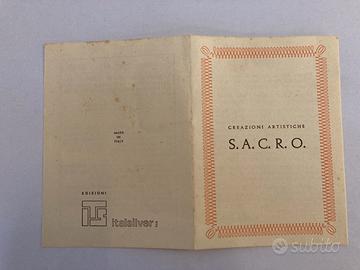 MADE
IN
ITALY
EDIZIONI
italsilver
CREAZIONI ARTISTICHE
S.A.C.R.O.
subito